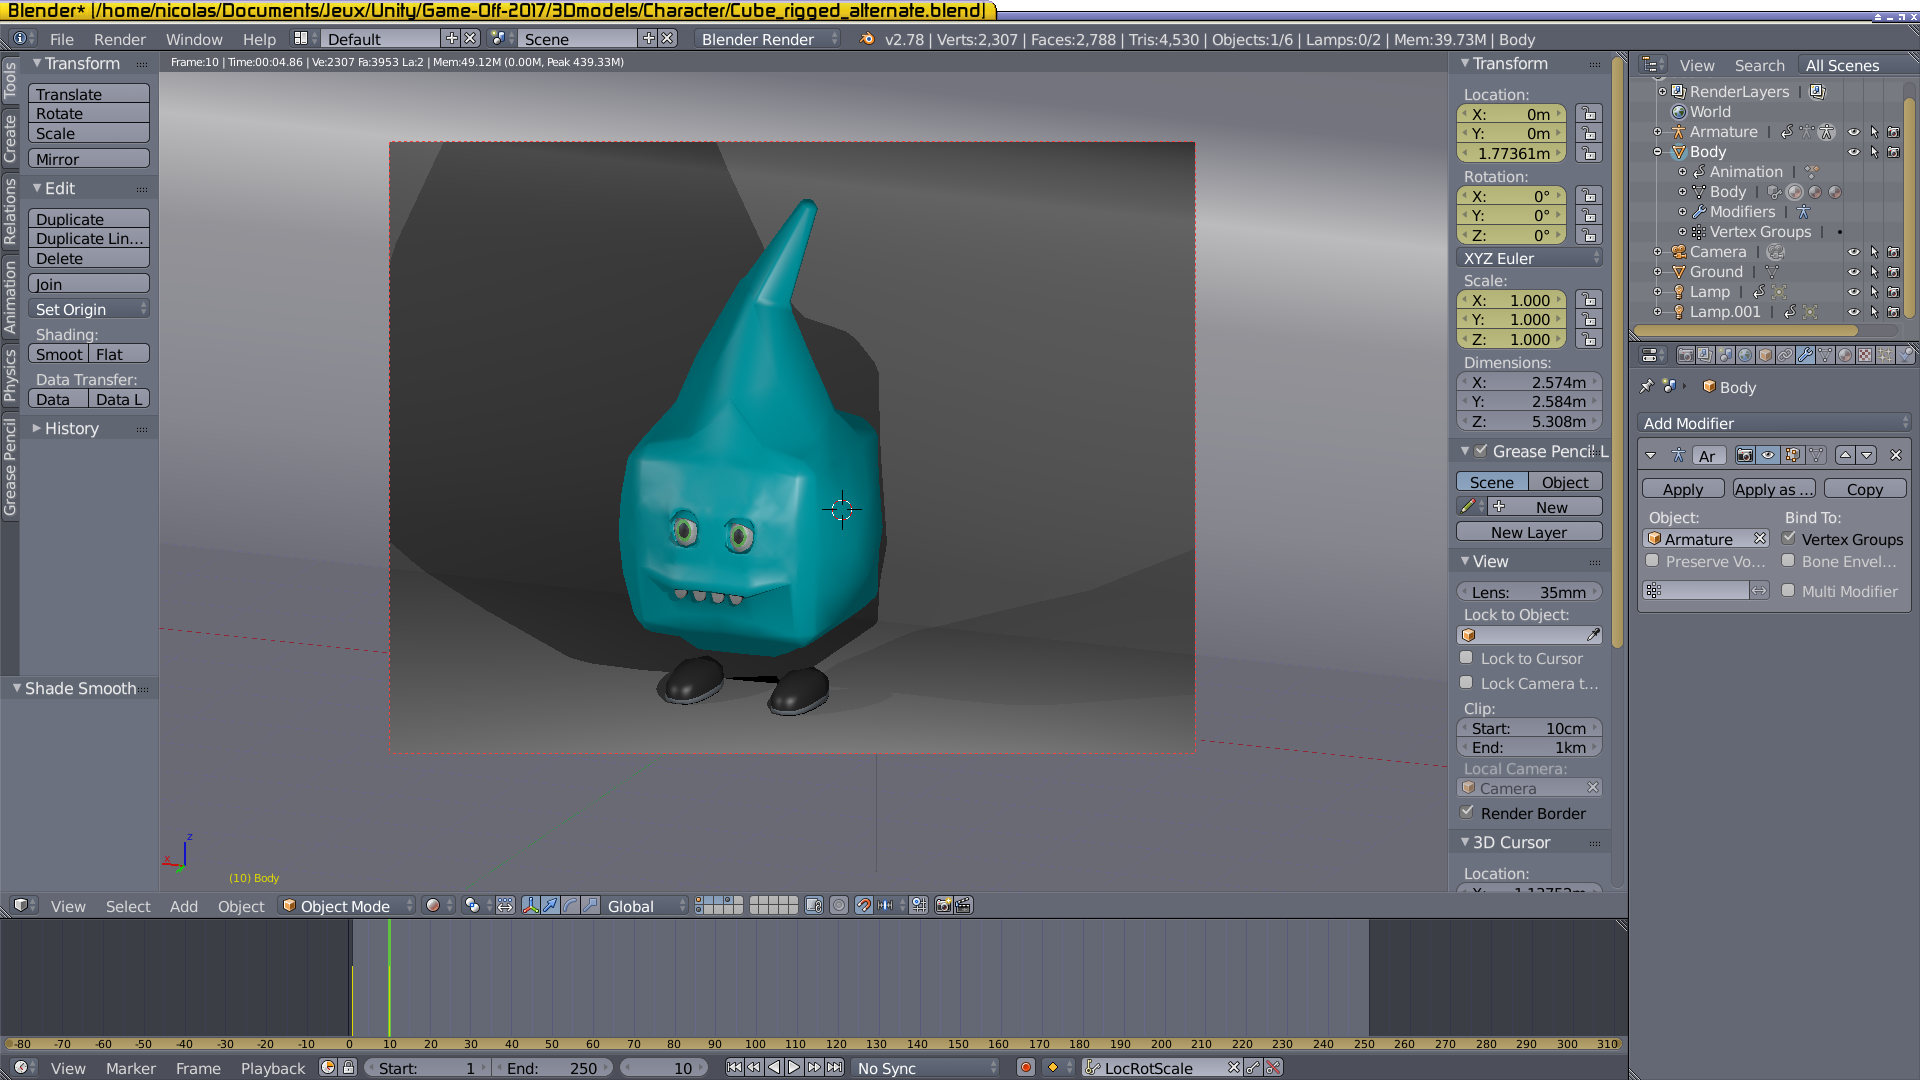 Blender* [/home/nicolas/Documents/Jeux/Unity/Game-Off-2017/3Dmodels/Character/Cube_rigged_alternate.blend]
File Render Window Help Default Scene Blender Render v2.78 | Verts:2,307 | Faces:2,788 | Tris:4,530 | Objects:1/6 | Lamps:0/2 | Mem:39.73M | Body
Tools
Create
Relations
Animation
Physics
Grease Pencil
Transform
Translate
Rotate
Scale
Mirror
Edit
Duplicate
Duplicate Lin...
Delete
Join
Set Origin
Shading:
Smoot Flat
Data Transfer:
Data Data L
History
Shade Smooth
Frame:10 | Time:00:04.86 | Ve:2307 Fa:3953 La:2 | Mem:49.12M (0.00M, Peak 439.33M)
z
x
(10) Body
Transform
Location:
X: 0m
Y: 0m
1.77361m
Rotation:
X: 0°
Y: 0°
Z: 0°
XYZ Euler
Scale:
X: 1.000
Y: 1.000
Z: 1.000
Dimensions:
X: 2.574m
Y: 2.584m
Z: 5.308m
Grease Pencil L
Scene Object
New
New Layer
View
Lens: 35mm
Lock to Object:
Lock to Cursor
Lock Camera t...
Clip:
Start: 10cm
End: 1km
Local Camera:
Camera
Render Border
3D Cursor
Location:
View Search All Scenes
RenderLayers |
World
Armature |
Body
Animation |
Body |
Modifiers |
Vertex Groups |
Camera |
Ground |
Lamp |
Lamp.001 |
Body
Add Modifier
Ar
Apply Apply as ... Copy
Object: Bind To:
Armature Vertex Groups
Preserve Vo... Bone Envel...
Multi Modifier
View Select Add Object Object Mode Global
-80 -70 -60 -50 -40 -30 -20 -10 0 10 20 30 40 50 60 70 80 90 100 110 120 130 140 150 160 170 180 190 200 210 220 230 240 250 260 270 280 290 300 310
View Marker Frame Playback Start: 1 End: 250 10 No Sync LocRotScale